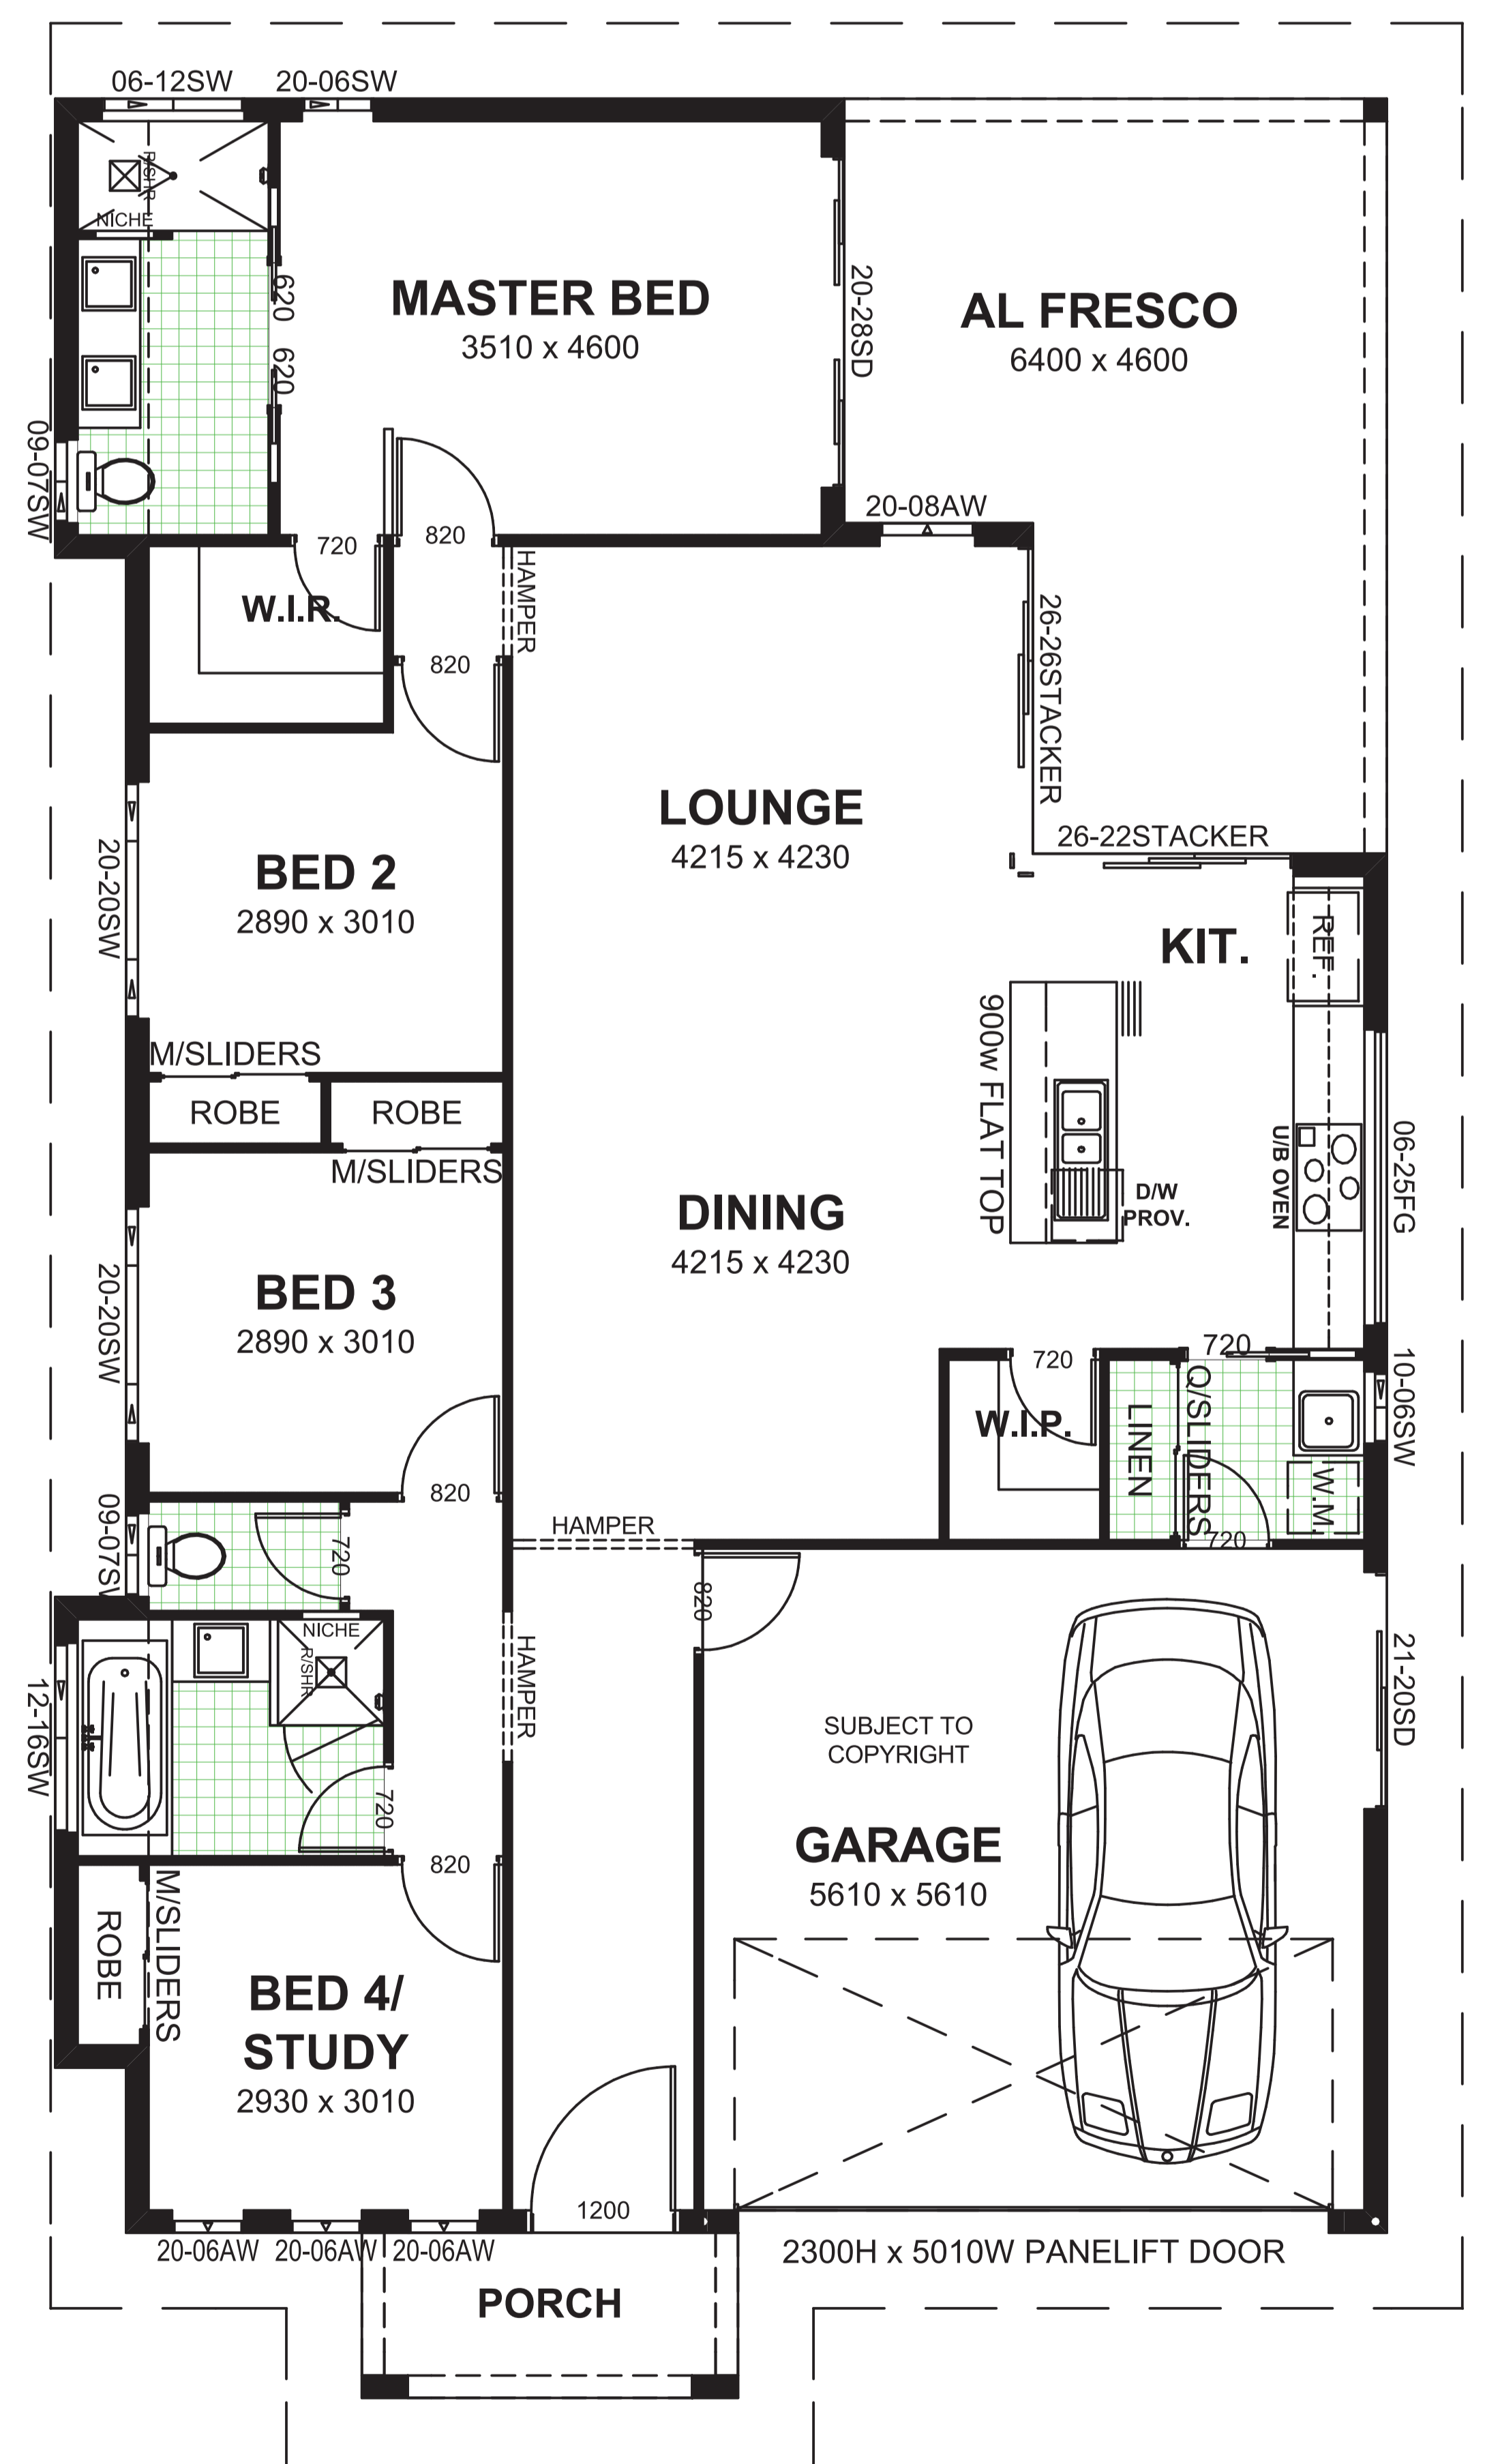 06-12SW
20-06SW
R/SHR
NICHE
620
620
MASTER BED
3510 x 4600
20-28SD
AL FRESCO
6400 x 4600
09-07SW
720
820
20-08AW
W.I.R.
HAMPER
820
26-26STACKER
LOUNGE
4215 x 4230
26-22STACKER
BED 2
2890 x 3010
20-20SW
KIT.
REF.
900w FLAT TOP
M/SLIDERS
ROBE
ROBE
M/SLIDERS
U/B OVEN
06-25FG
D/W
PROV.
DINING
4215 x 4230
BED 3
2890 x 3010
20-20SW
720
720
10-06SW
W.I.P.
LINEN
Q/SLIDERS
W.M.
820
09-07SW
720
HAMPER
720
820
NICHE
R/SHR
HAMPER
12-16SW
21-20SD
SUBJECT TO
COPYRIGHT
720
GARAGE
5610 x 5610
820
ROBE
M/SLIDERS
BED 4/
STUDY
2930 x 3010
1200
20-06AW
20-06AW
20-06AW
2300H x 5010W PANELIFT DOOR
PORCH